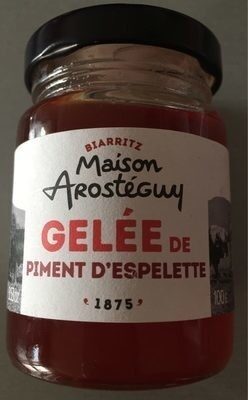 BIARRITZ
Maison
Arostéguy
GELÉE DE
PIMENT D'ESPELETTE
1875